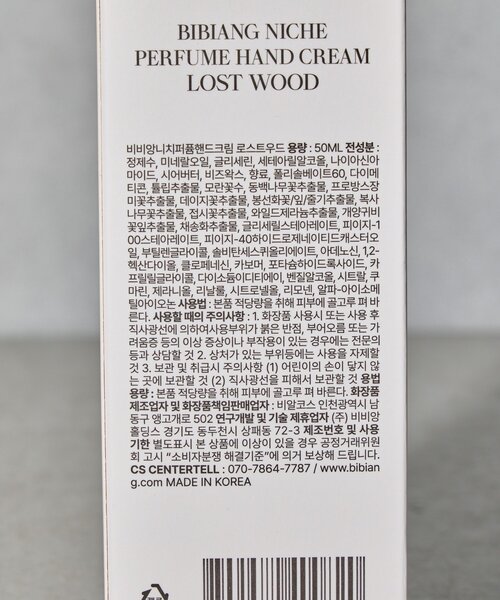 BIBIANG NICHE
PERFUME HAND CREAM
LOST WOOD
비비앙니치퍼퓸핸드크림 로스트우드 용량 : 50ML 전성분 :
정제수, 미네랄오일, 글리세린, 세테아릴알코올, 나이아신아
마이드, 시어버터, 비즈왁스, 향료, 폴리솔베이트60, 다이메
티콘, 튤립추출물, 모란꽃수, 동백나무꽃추출물, 프로방스장
미꽃추출물, 데이지꽃추출물, 봉선화꽃/잎/줄기추출물, 복사
나무꽃추출물, 접시꽃추출물, 와일드제라늄추출물, 개양귀비
꽃잎추출물, 채송화추출물, 글리세릴스테아레이트, 피이지-1
00스테아레이트, 피이지-40하이드로제네이티드캐스터오
일, 부틸렌글라이콜, 솔비탄세스퀴올리에이트, 아데노신, 1,2-
헥산다이올, 클로페네신, 카보머, 포타슘하이드록사이드, 카
프릴릴글라이콜, 다이소듐이디티에이, 벤질알코올, 시트랄, 쿠
마린, 제라니올, 리날룰, 시트로넬올, 리모넨, 알파-아이소메
틸아이오논 사용법 : 본품 적당량을 취해 피부에 골고루 펴 바
른다. 사용할 때의 주의사항 : 1. 화장품 사용시 또는 사용 후
직사광선에 의하여사용부위가 붉은 반점, 부어오름 또는 가
려움증 등의 이상 증상이나 부작용이 있는 경우에는 전문의
등과 상담할 것 2. 상처가 있는 부위등에는 사용을 자제할
것 3. 보관 및 취급시 주의사항 (1) 어린이의 손이 닿지 않
는 곳에 보관할 것 (2) 직사광선을 피해서 보관할 것 용법
용량 : 본품 적당량을 취해 피부에 골고루 펴 바른다. 화장품
제조업자 및 화장품책임판매업자 : 비알코스 인천광역시 남
동구 앵고개로 502 연구개발 및 기술 제휴업자 (주) 비비앙
홀딩스 경기도 동두천시 상패동 72-3 제조번호 및 사용
기한 별도표시 본 상품에 이상이 있을 경우 공정거래위원
회 고시 "소비자분쟁 해결기준"에 의거 보상해 드립니다.
CS CENTERTELL : 070-7864-7787 / www.bibian
g.com MADE IN KOREA